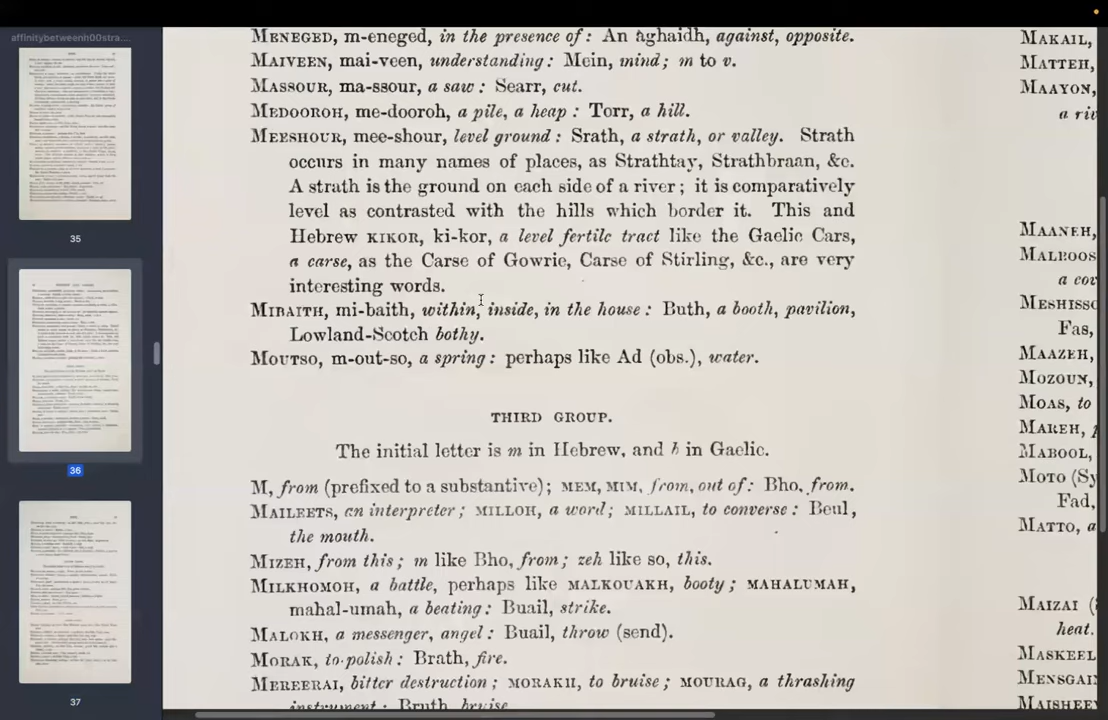 affinitybetweenh00stra...
35
36
37
MENEGED, m-eneged, in the presence of: An aghaidh, against, opposite.
MAIVEEN, mai-veen, understanding: Mein, mind; m to v.
MASSOUR, ma-ssour, a saw: Searr, cut.
MEDOOROH, me-dooroh, a pile, a heap: Torr, a hill.
MEESHOUR, mee-shour, level ground: Srath, a strath, or valley. Strath
occurs in many names of places, as Strathtay, Strathbraan, &c.
A strath is the ground on each side of a river; it is comparatively
level as contrasted with the hills which border it. This and
Hebrew KIKOR, ki-kor, a level fertile tract like the Gaelic Cars,
a carse, as the Carse of Gowrie, Carse of Stirling, &c., are very
interesting words.
MIBAITH, mi-baith, within, inside, in the house: Buth, a booth, pavilion,
Lowland-Scotch bothy.
MOUTSO, m-out-so, a spring: perhaps like Ad (obs.), water.
THIRD GROUP.
The initial letter is m in Hebrew, and b in Gaelic.
M, from (prefixed to a substantive); MEM, MIM, from, out of: Bho, from.
MAILEETS, an interpreter; MILLOH, a word; MILLAIL, to converse: Beul,
the mouth.
MIZEH, from this; m like Bho, from; zeh like so, this.
MILKHOMOH, a battle, perhaps like MALKOUAKH, booty; MAHALUMAH,
mahal-umah, a beating: Buail, strike.
MALOKH, a messenger, angel: Buail, throw (send).
MORAK, to polish: Brath, fire.
MEREERAI, bitter destruction; MORAKH, to bruise; MOURAG, a thrashing
instrument: Bruth, bruise.
MAKAIL,
MATTEH,
MAAYON,
a riv
MAANEH,
MALBOOS
a cov
MESHISSO
Fas,
MAAZEH,
MOZOUN,
MOAS, to
MAREH,
MABOOL,
MOTO (Sy
Fad,
MATTO, a
MAIZAI
heat.
MASKEEL
MENSGAI
MAISHEE